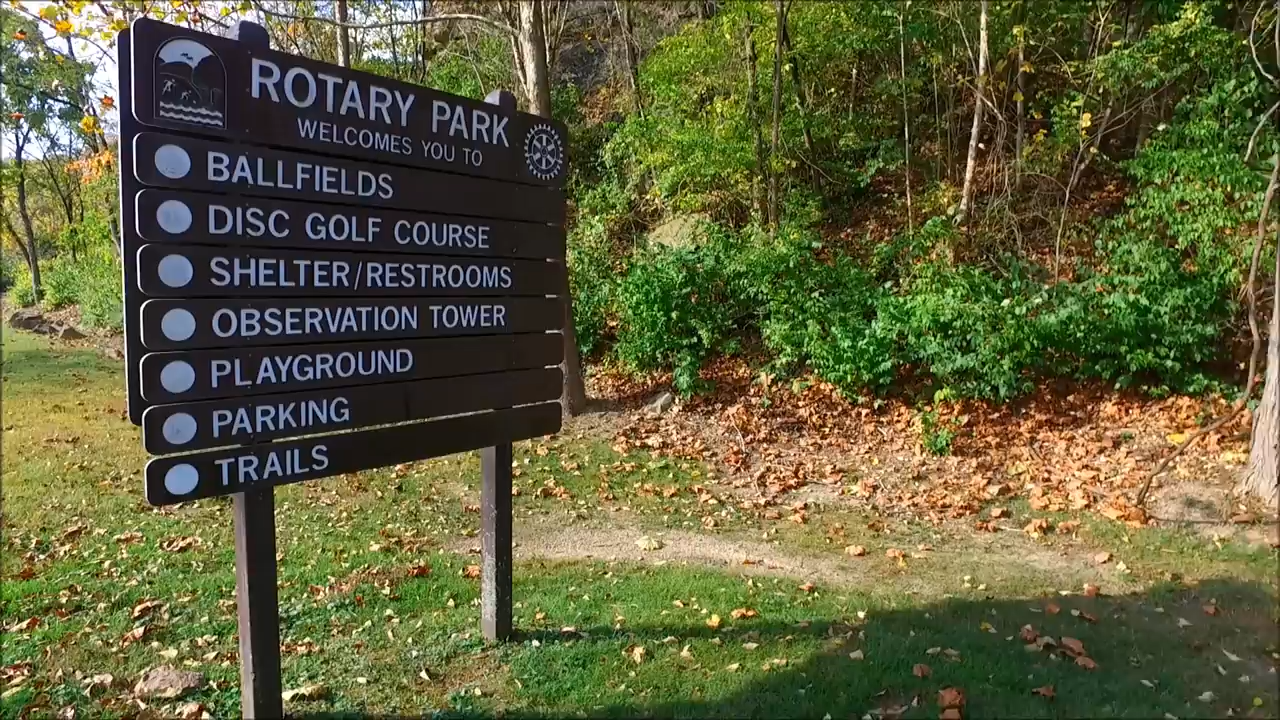 ROTARY PARK
WELCOMES YOU TO
BALLFIELDS
DISC GOLF COURSE
SHELTER/RESTROOMS
OBSERVATION TOWER
PLAYGROUND
PARKING
TRAILS